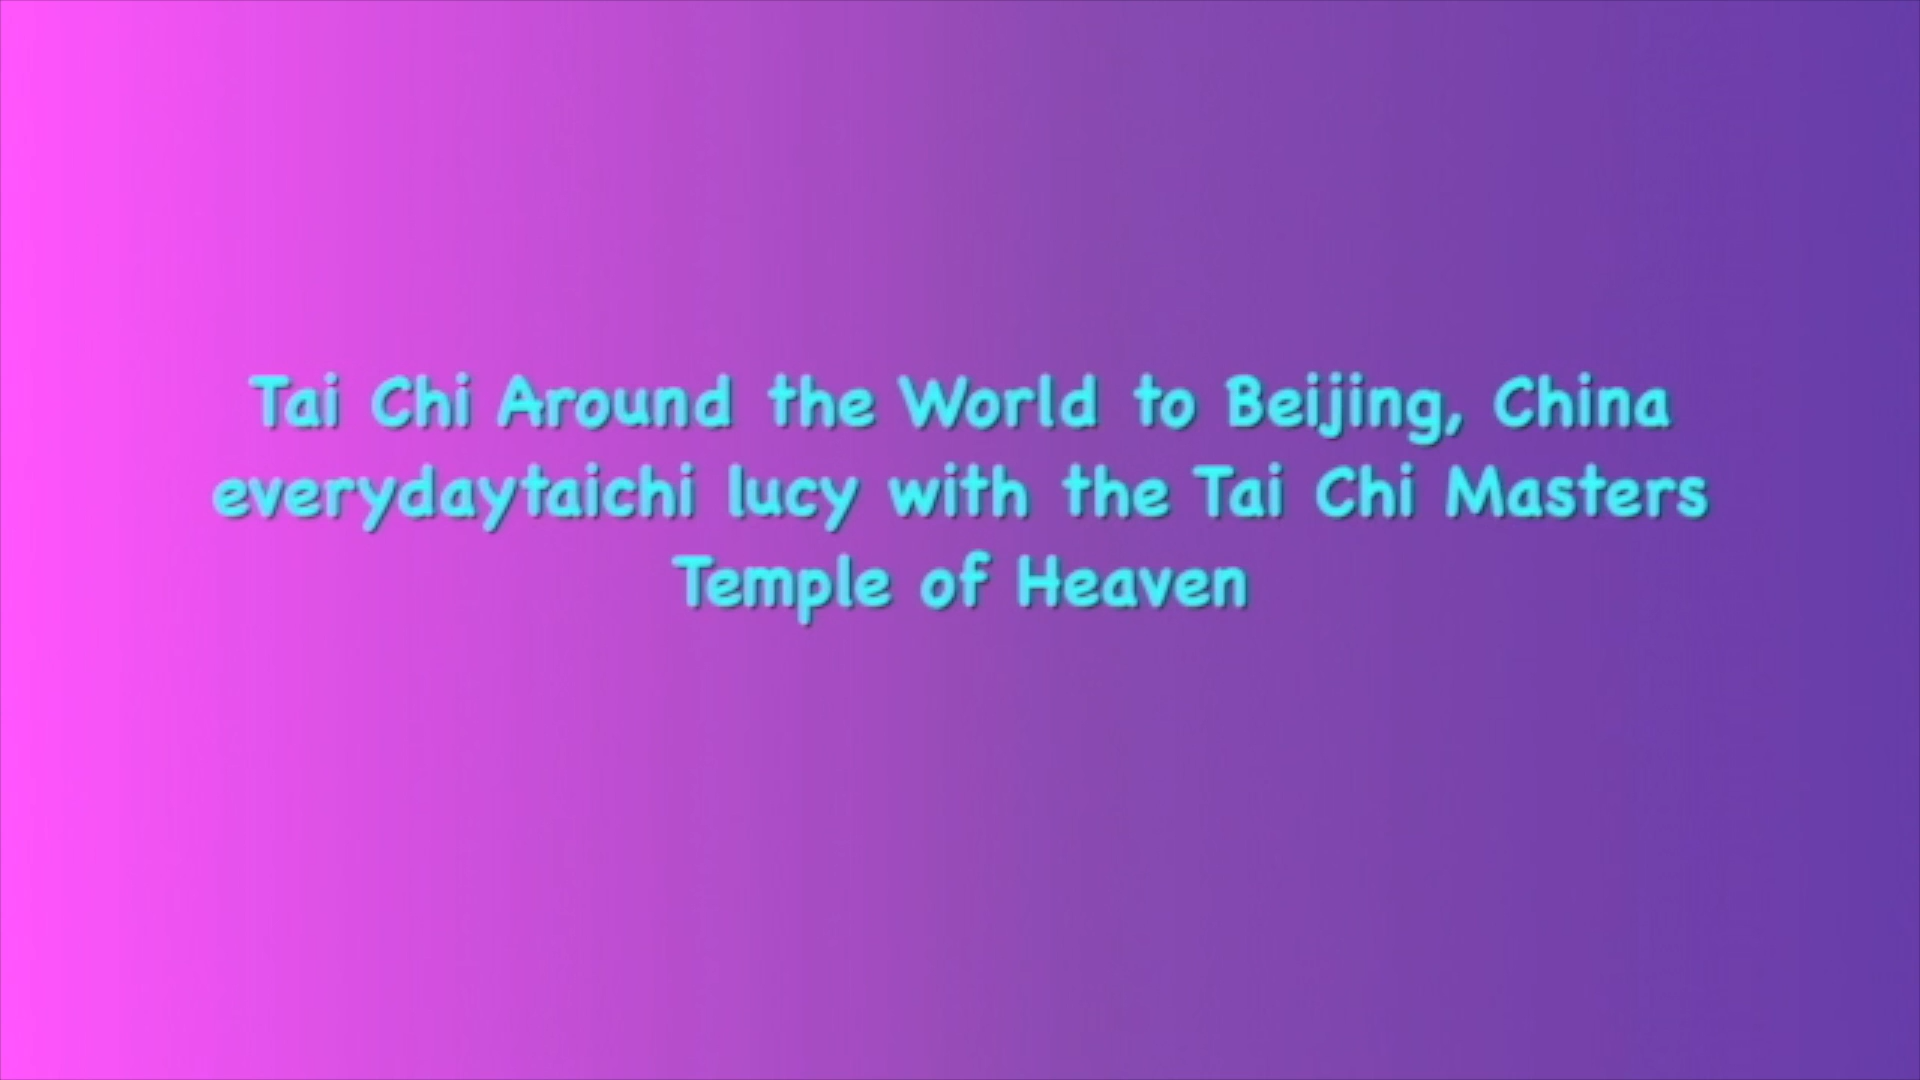 Tai Chi Around the World to Beijing, China
everydaytaichi lucy with the Tai Chi Masters
Temple of Heaven